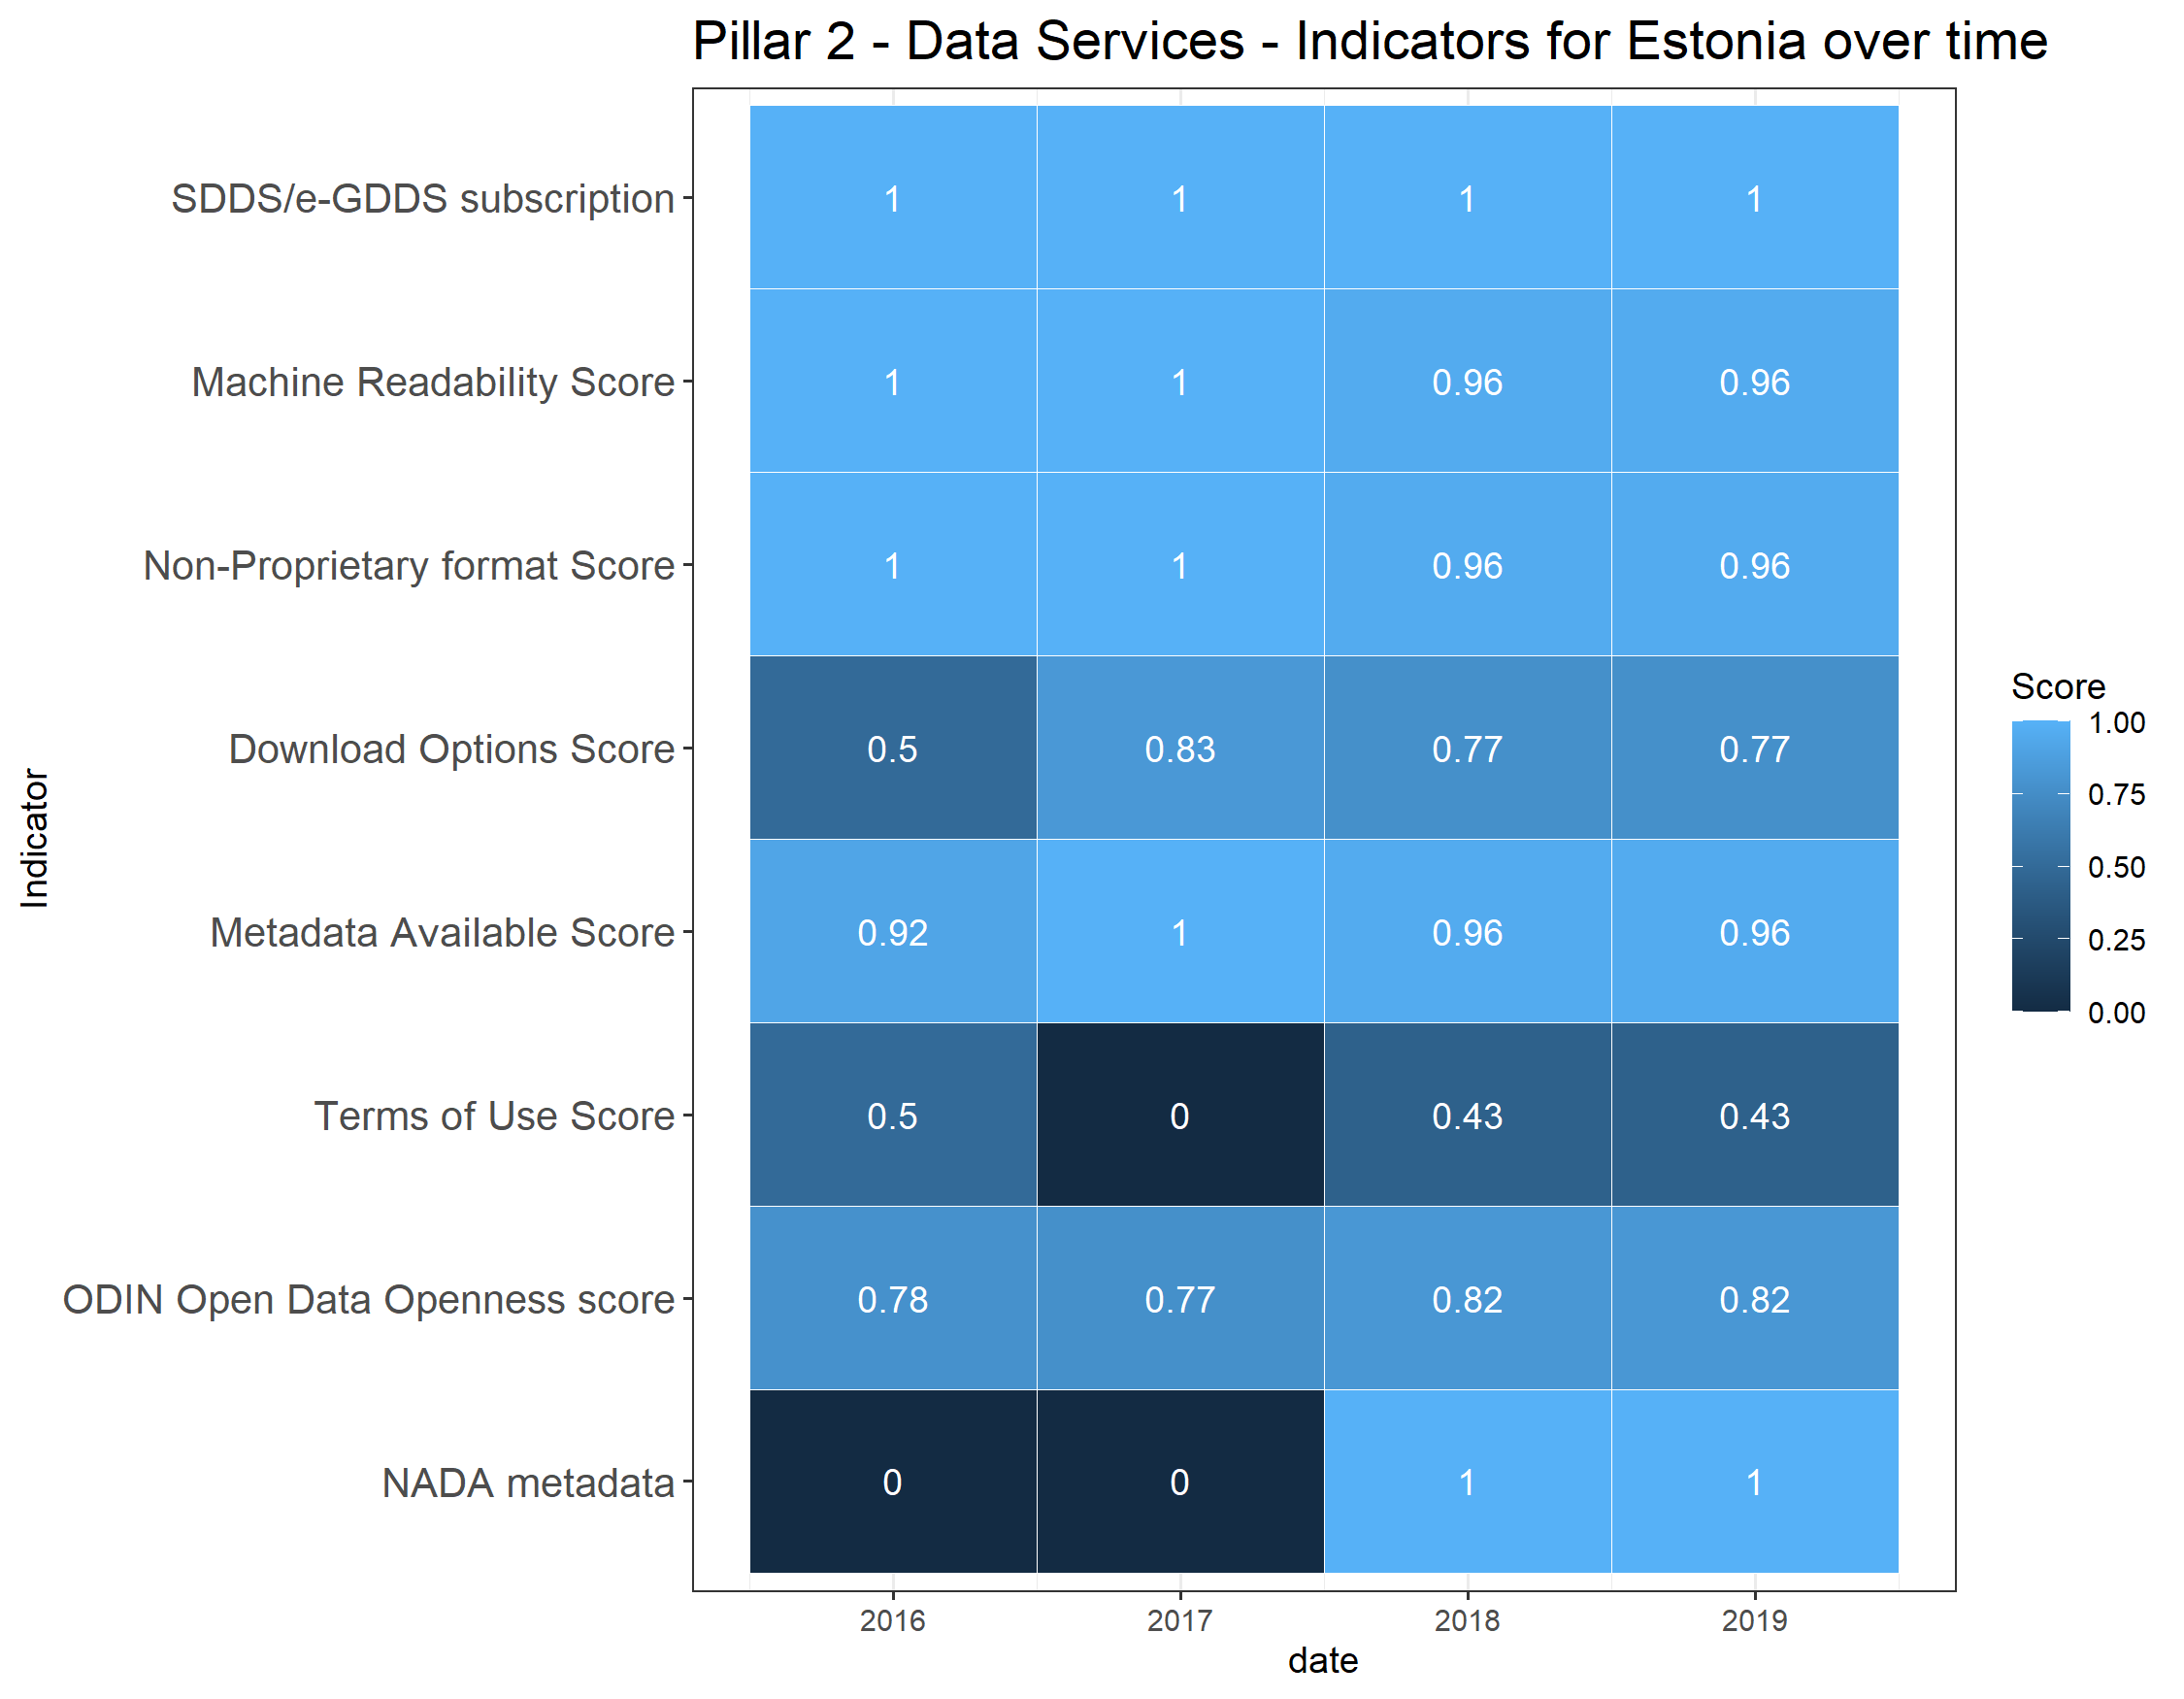 Pillar 2 - Data Services - Indicators for Estonia over time
Indicator
SDDS/e-GDDS subscription 1 1 1 1
Machine Readability Score 1 1 0.96 0.96
Non-Proprietary format Score 1 1 0.96 0.96
Download Options Score 0.5 0.83 0.77 0.77
Metadata Available Score 0.92 1 0.96 0.96
Terms of Use Score 0.5 0 0.43 0.43
ODIN Open Data Openness score 0.78 0.77 0.82 0.82
NADA metadata 0 0 1 1
2016 2017 2018 2019
date
Score
1.00
0.75
0.50
0.25
0.00